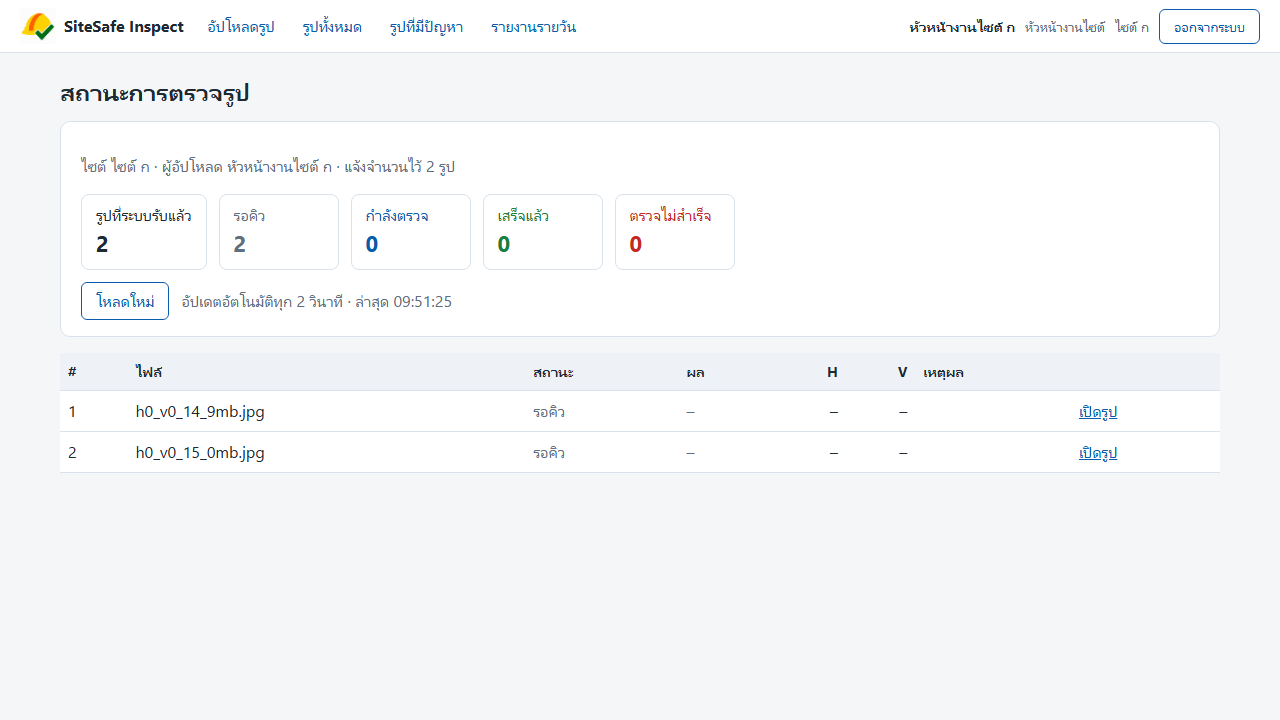 SiteSafe Inspect อัปโหลดรูป รูปทั้งหมด รูปที่มีปัญหา รายงานรายวัน หัวหน้างานไซต์ ก หัวหน้างานไซต์ ไซต์ ก ออกจากระบบ
สถานะการตรวจรูป
ไซต์ ไซต์ ก · ผู้อัปโหลด หัวหน้างานไซต์ ก · แจ้งจำนวนไว้ 2 รูป
รูปที่ระบบรับแล้ว รอคิว กำลังตรวจ เสร็จแล้ว ตรวจไม่สำเร็จ
2 2 0 0 0
โหลดใหม่ อัปเดตอัตโนมัติทุก 2 วินาที · ล่าสุด 09:51:25
# ไฟล์ สถานะ ผล H V เหตุผล
1 h0_v0_14_9mb.jpg รอคิว – – – เปิดรูป
2 h0_v0_15_0mb.jpg รอคิว – – – เปิดรูป